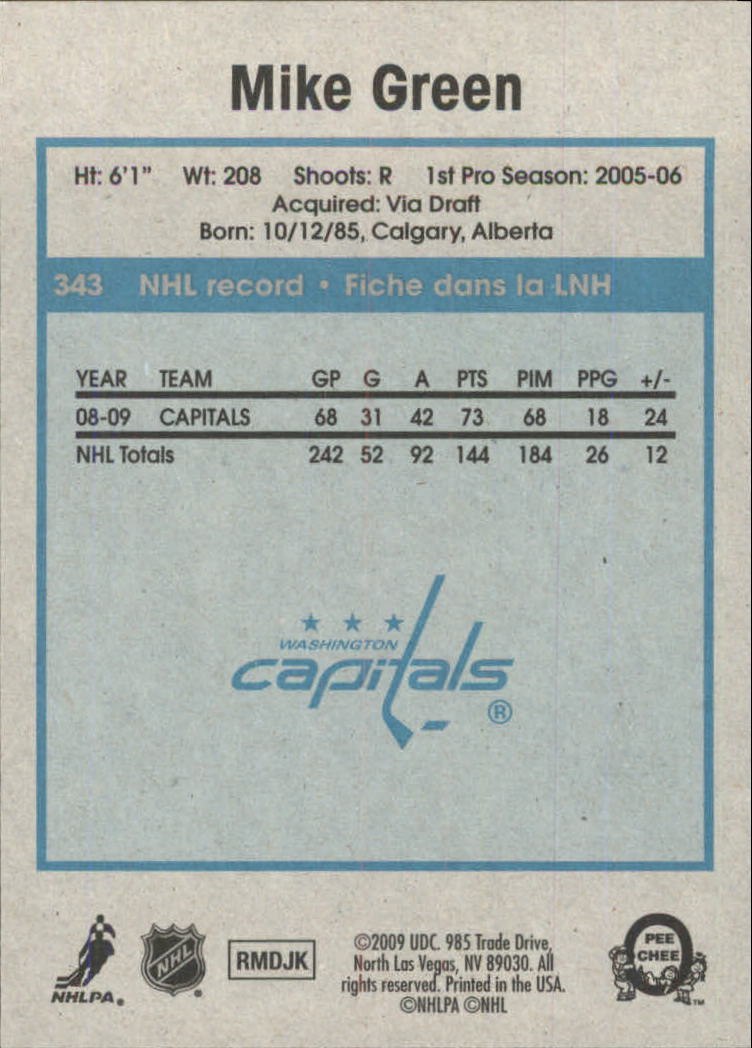 Mike Green
Ht: 6'1" Wt: 208 Shoots: R 1st Pro Season: 2005-06
Acquired: Via Draft
Born: 10/12/85, Calgary, Alberta
343 NHL record • Fiche dans la LNH
YEAR TEAM GP G A PTS PIM PPG +/-
08-09 CAPITALS 68 31 42 73 68 18 24
NHL Totals 242 52 92 144 184 26 12
WASHINGTON
capitals
®
NHLPA®
NHL®
RMDJK
©2009 UDC. 985 Trade Drive,
North Las Vegas, NV 89030. All
rights reserved. Printed in the USA.
©NHLPA ©NHL
O
PEE
CHEE
™